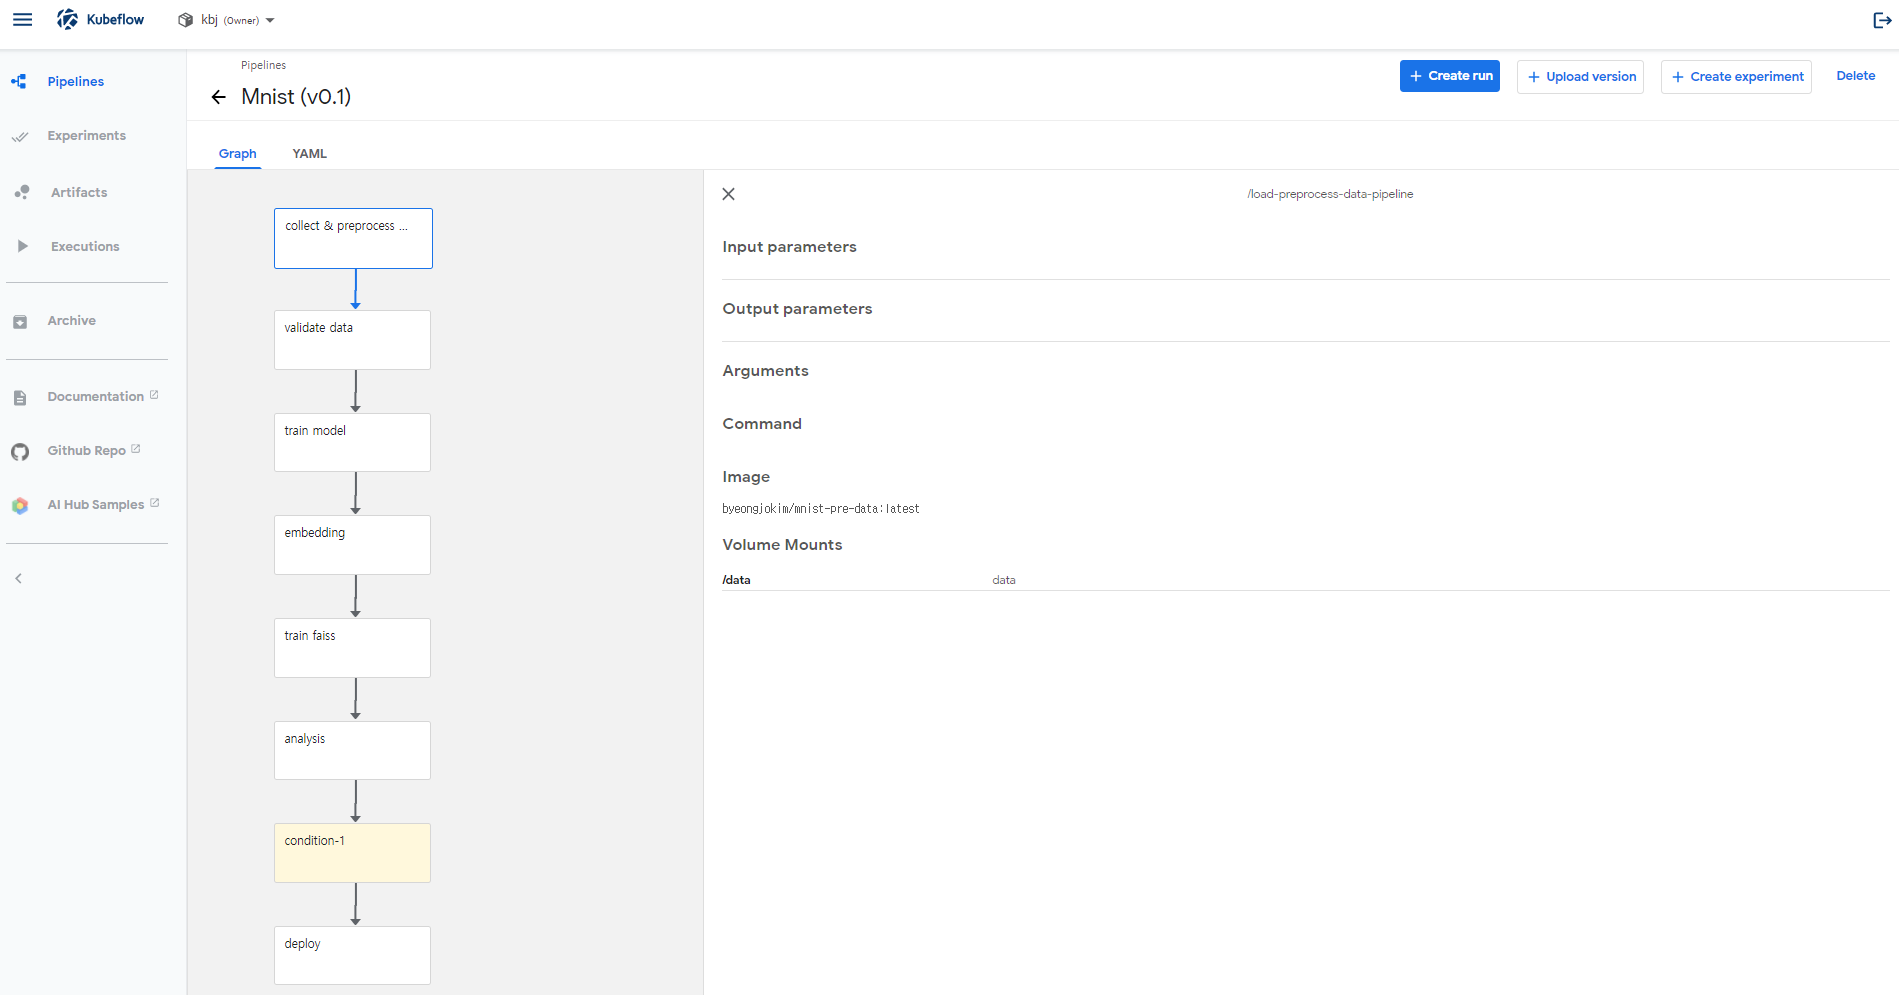 Kubeflow
kbj (Owner)
Pipelines
Experiments
Artifacts
Executions
Archive
Documentation
Github Repo
AI Hub Samples
Pipelines
Mnist (v0.1)
+ Create run
+ Upload version
+ Create experiment
Delete
Graph
YAML
collect & preprocess ...
validate data
train model
embedding
train faiss
analysis
condition-1
deploy
/load-preprocess-data-pipeline
Input parameters
Output parameters
Arguments
Command
Image
byeongjokim/mnist-pre-data:latest
Volume Mounts
/data data